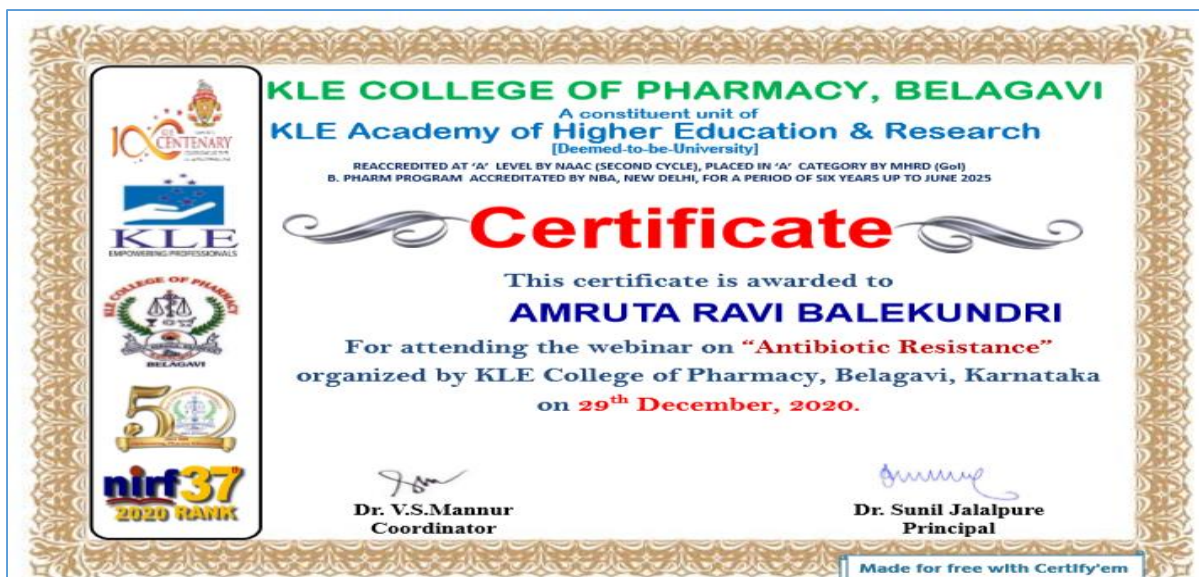 KLE COLLEGE OF PHARMACY, BELAGAVI
A constituent unit of
KLE Academy of Higher Education & Research
[Deemed-to-be-University]
REACCREDITED AT 'A' LEVEL BY NAAC (SECOND CYCLE), PLACED IN 'A' CATEGORY BY MHRD (GoI)
B. PHARM PROGRAM ACCREDITATED BY NBA, NEW DELHI, FOR A PERIOD OF SIX YEARS UP TO JUNE 2025
Certificate
This certificate is awarded to
AMRUTA RAVI BALEKUNDRI
For attending the webinar on “Antibiotic Resistance”
organized by KLE College of Pharmacy, Belagavi, Karnataka
on 29th December, 2020.
Dr. V.S.Mannur
Coordinator
Dr. Sunil Jalalpure
Principal
Made for free with Certify'em
CENTENARY
KLE
EMPOWERING PROFESSIONALS
KLE COLLEGE OF PHARMACY
BELAGAVI
50
nirf 37
2020 RANK